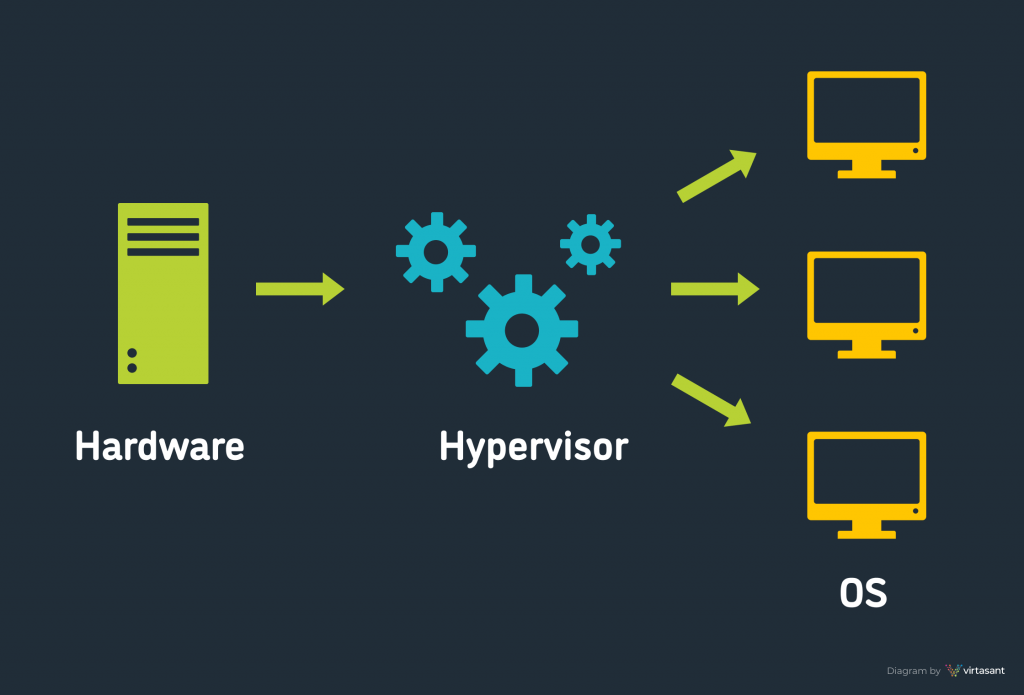 Hardware
Hypervisor
OS
Diagram by virtasant